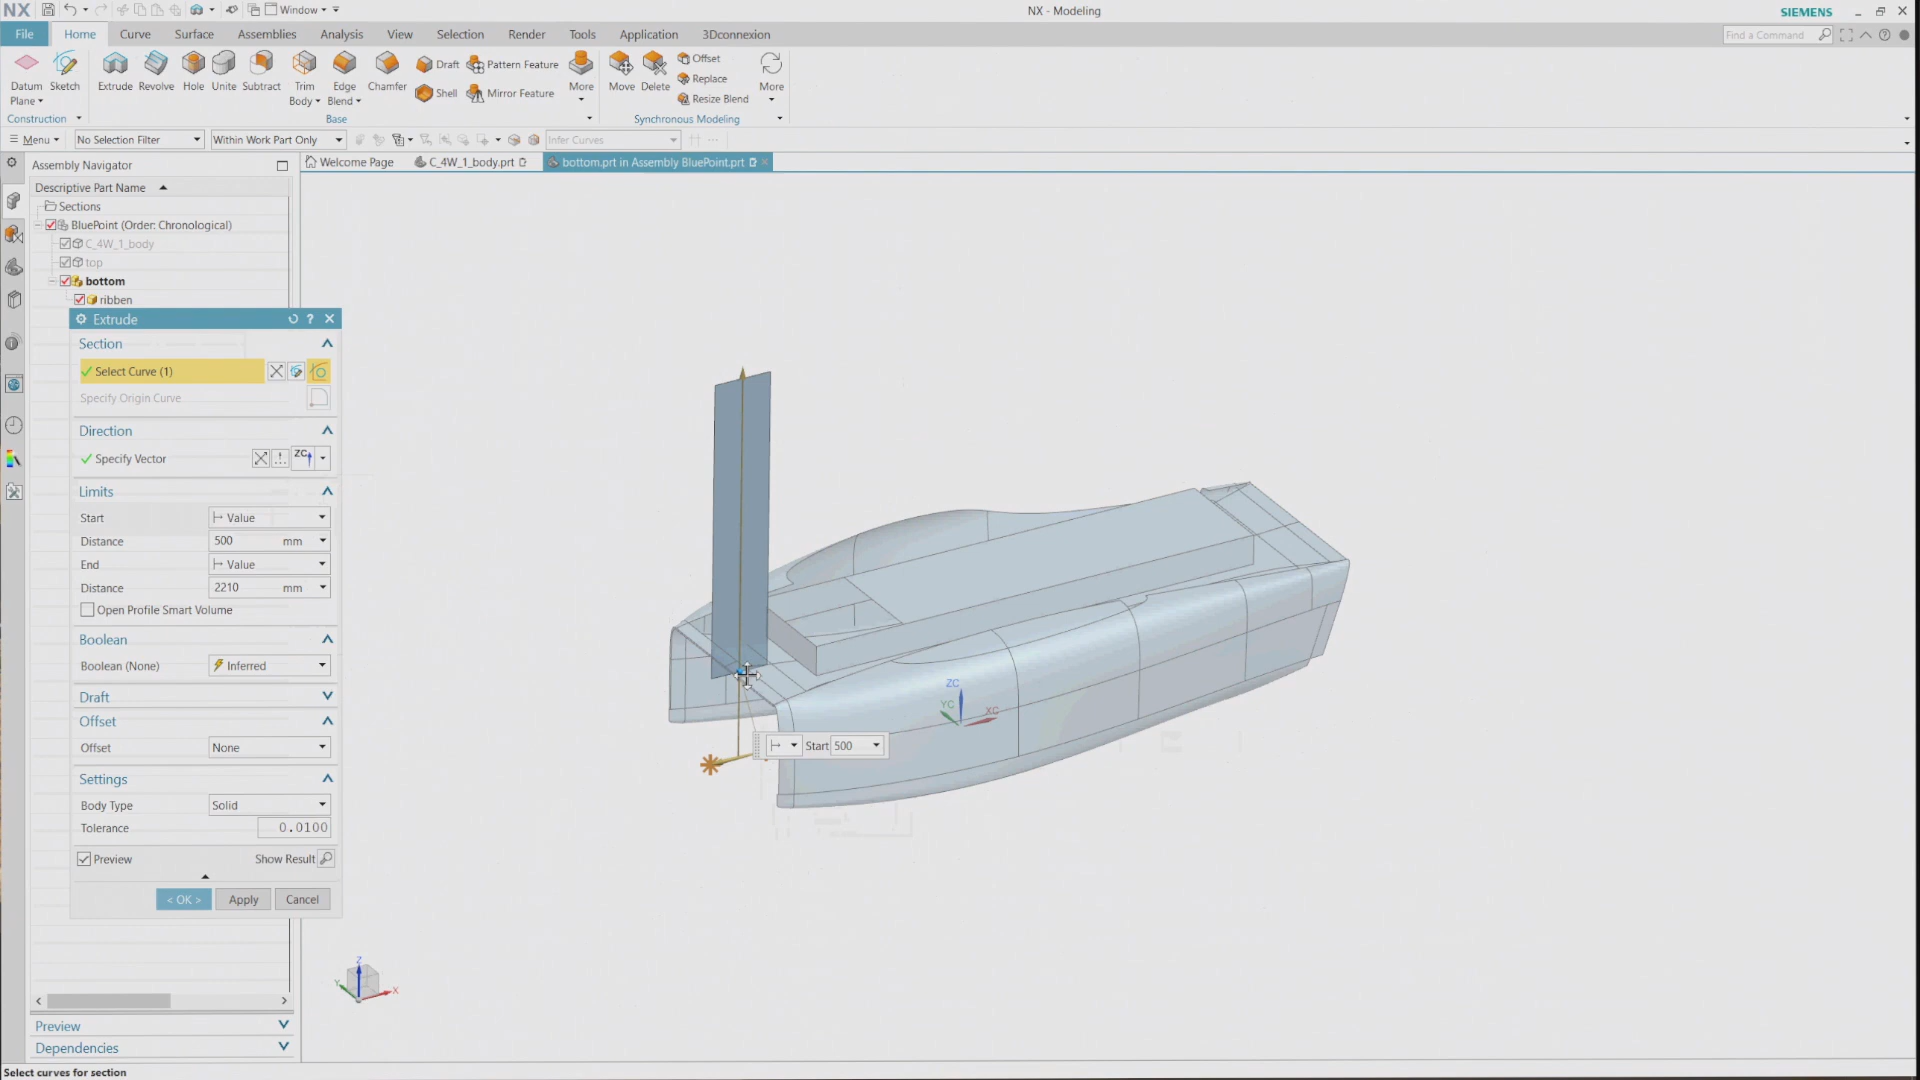 NX
Window
NX - Modeling
SIEMENS
File
Home
Curve
Surface
Assemblies
Analysis
View
Selection
Render
Tools
Application
3Dconnexion
Find a Command
Datum Plane
Sketch
Extrude
Revolve
Hole
Unite
Subtract
Trim Body
Edge Blend
Chamfer
Draft
Pattern Feature
Shell
Mirror Feature
More
Move
Delete
Offset
Replace
Resize Blend
More
Construction
Base
Synchronous Modeling
Menu
No Selection Filter
Within Work Part Only
Infer Curves
Assembly Navigator
Welcome Page
C_4W_1_body.prt
bottom.prt in Assembly BluePoint.prt
Descriptive Part Name
Sections
BluePoint (Order: Chronological)
C_4W_1_body
top
bottom
ribben
Extrude
Section
Select Curve (1)
Specify Origin Curve
Direction
Specify Vector
ZC
Limits
Start
Value
Distance
500 mm
End
Value
Distance
2210 mm
Open Profile Smart Volume
Boolean
Boolean (None)
Inferred
Draft
Offset
Offset
None
Settings
Body Type
Solid
Tolerance
0.0100
Preview
Show Result
< OK >
Apply
Cancel
ZC
YC
XC
Start 500
Z
Y
X
Preview
Dependencies
Select curves for section